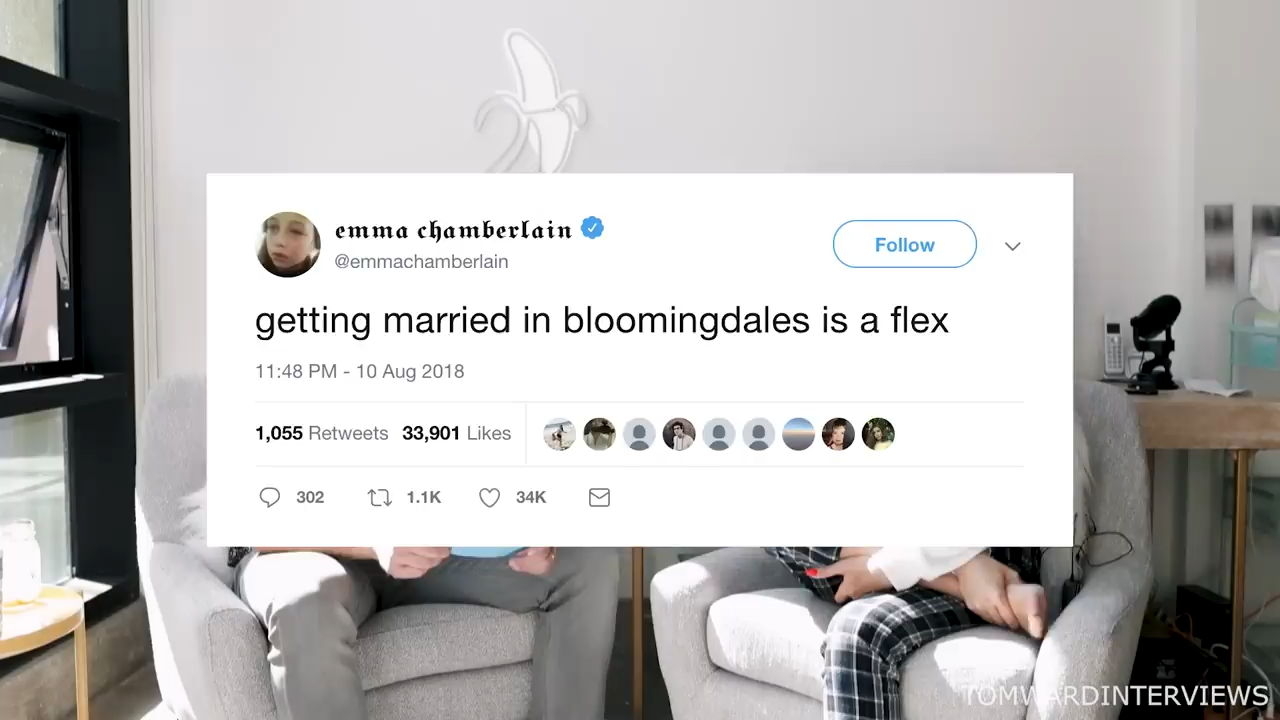 emma chamberlain
@emmachamberlain
Follow
getting married in bloomingdales is a flex
11:48 PM - 10 Aug 2018
1,055 Retweets 33,901 Likes
302 1.1K 34K
TOMWARDINTERVIEWS